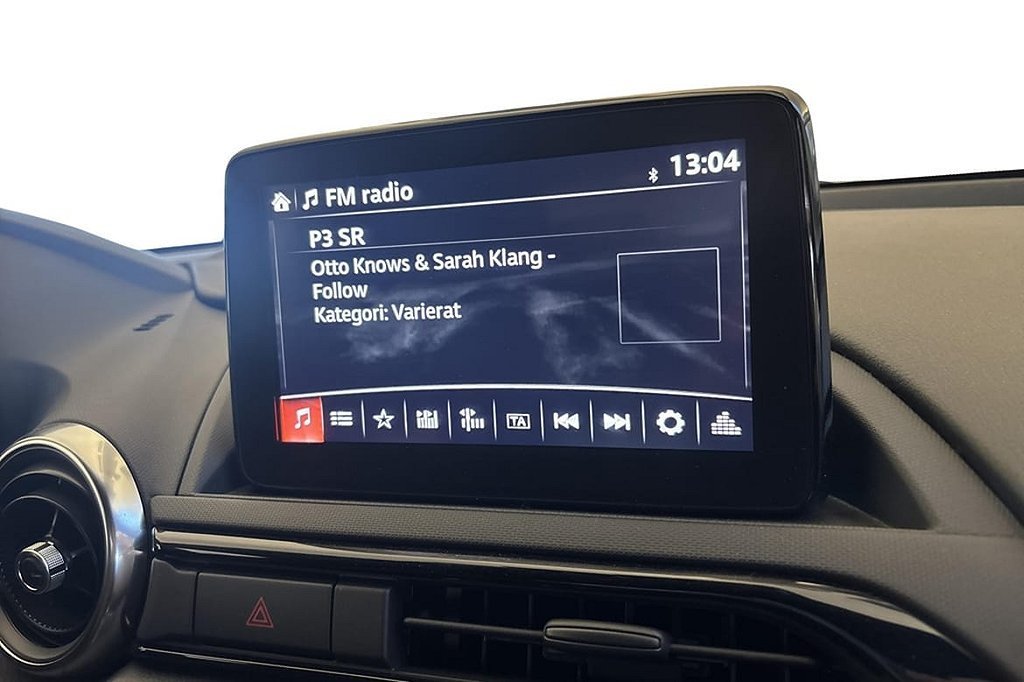 FM radio
13:04
P3 SR
Otto Knows & Sarah Klang -
Follow
Kategori: Varierat
TA